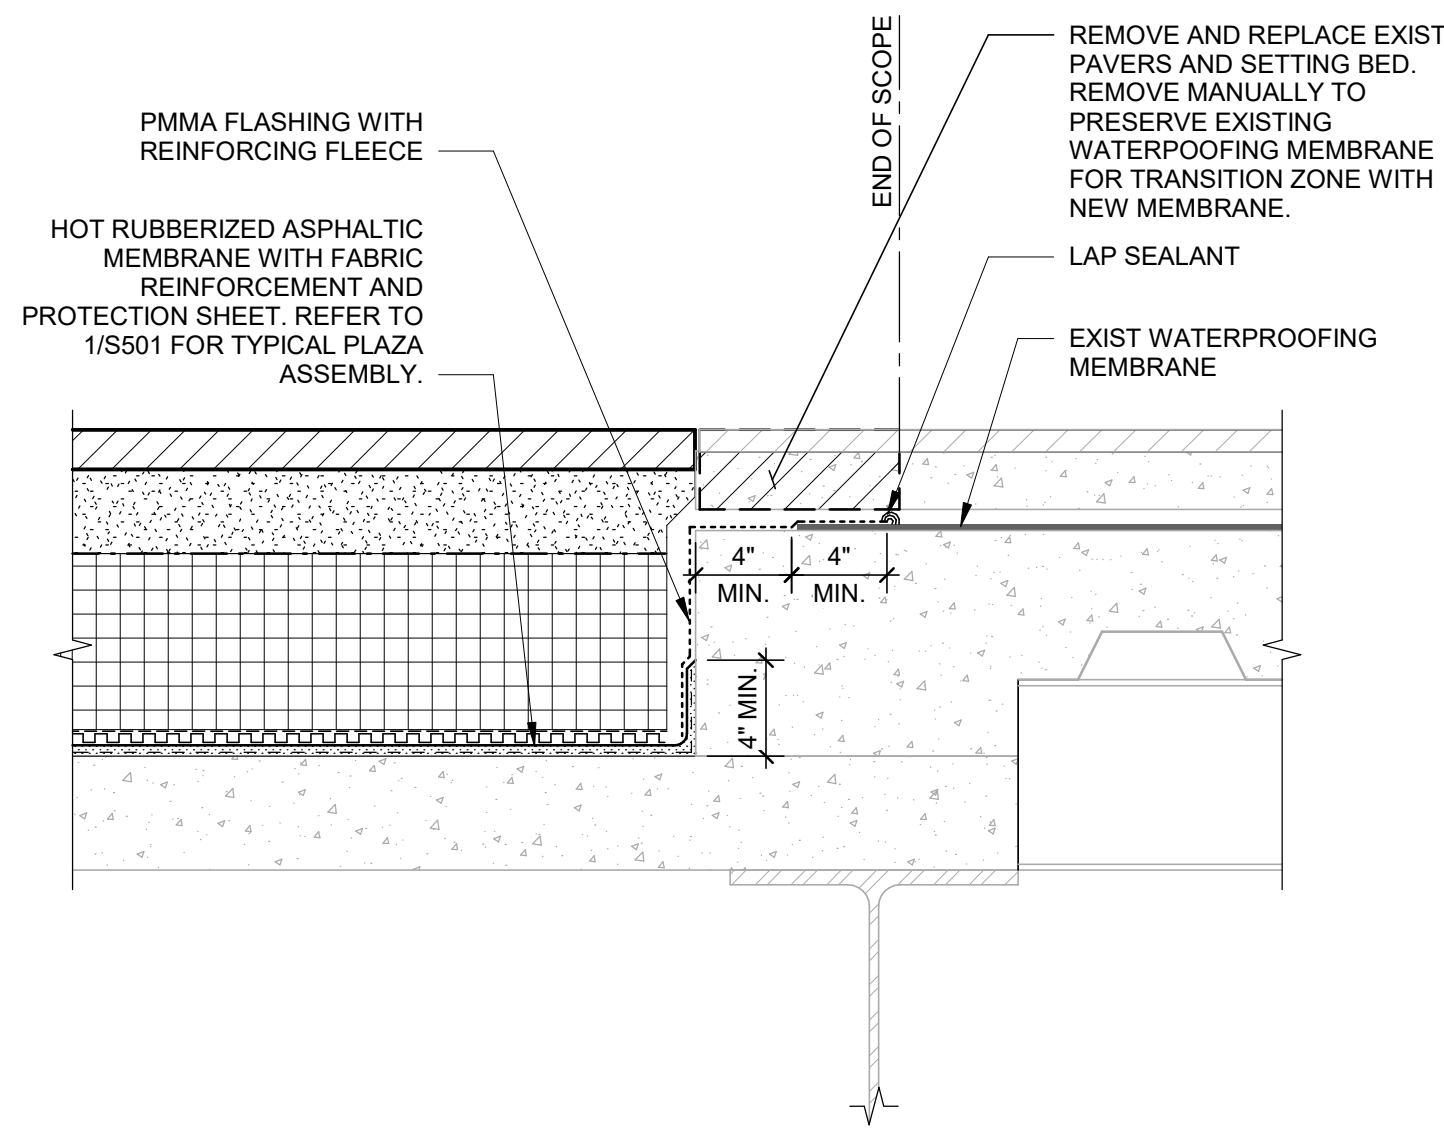 PMMA FLASHING WITH
REINFORCING FLEECE
HOT RUBBERIZED ASPHALTIC
MEMBRANE WITH FABRIC
REINFORCEMENT AND
PROTECTION SHEET. REFER TO
1/S501 FOR TYPICAL PLAZA
ASSEMBLY.
END OF SCOPE
REMOVE AND REPLACE EXIST
PAVERS AND SETTING BED.
REMOVE MANUALLY TO
PRESERVE EXISTING
WATERPOOFING MEMBRANE
FOR TRANSITION ZONE WITH
NEW MEMBRANE.
LAP SEALANT
EXIST WATERPROOFING
MEMBRANE
4"
MIN.
4"
MIN.
4" MIN.